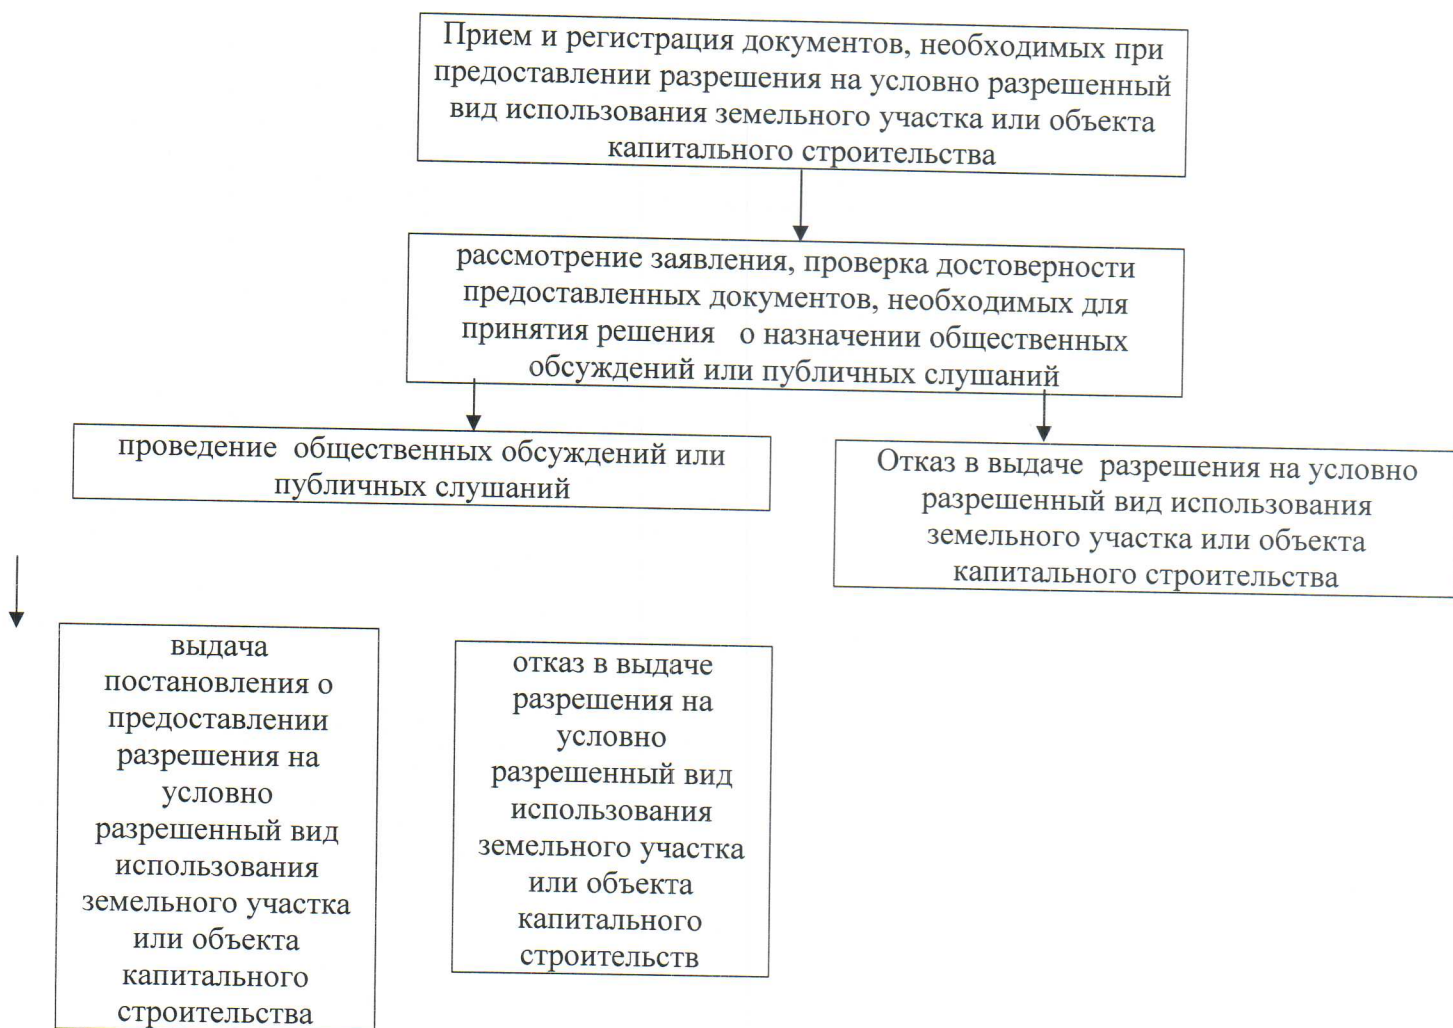 Прием и регистрация документов, необходимых при
предоставлении разрешения на условно разрешенный
вид использования земельного участка или объекта
капитального строительства
рассмотрение заявления, проверка достоверности
предоставленных документов, необходимых для
принятия решения о назначении общественных
обсуждений или публичных слушаний
проведение общественных обсуждений или
публичных слушаний
Отказ в выдаче разрешения на условно
разрешенный вид использования
земельного участка или объекта
капитального строительства
выдача
постановления о
предоставлении
разрешения на
условно
разрешенный вид
использования
земельного участка
или объекта
капитального
строительства
отказ в выдаче
разрешения на
условно
разрешенный вид
использования
земельного участка
или объекта
капитального
строительств